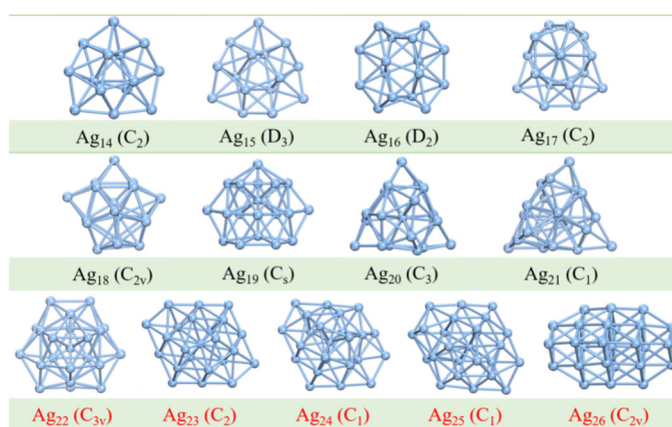 Ag₁₄ (C₂) Ag₁₅ (D₃) Ag₁₆ (D₂) Ag₁₇ (C₂)
Ag₁₈ (C₂ᵥ) Ag₁₉ (Cₛ) Ag₂₀ (C₃) Ag₂₁ (C₁)
Ag₂₂ (C₃ᵥ) Ag₂₃ (C₂) Ag₂₄ (C₁) Ag₂₅ (C₁) Ag₂₆ (C₂ᵥ)